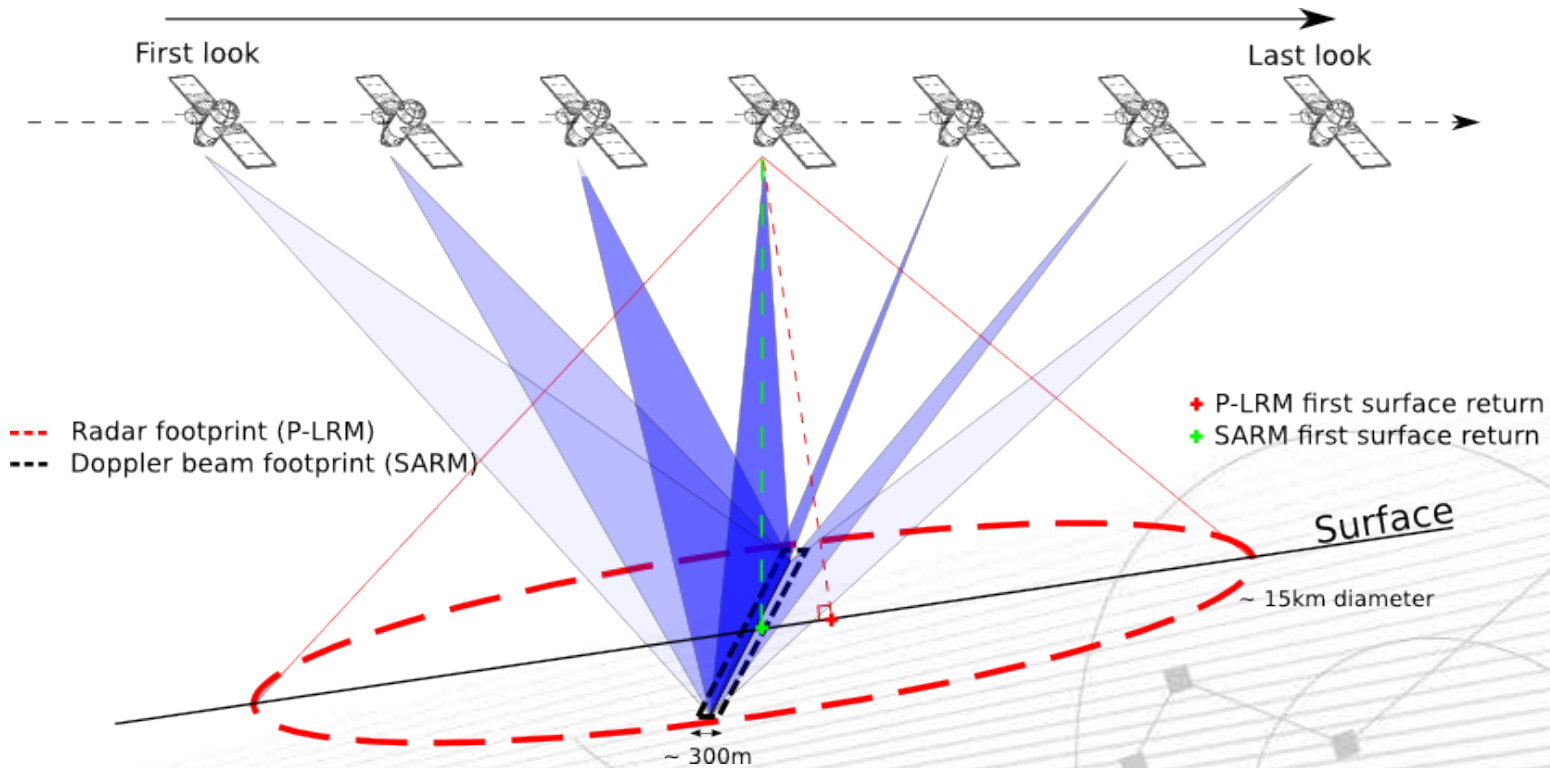 First look
Last look
Radar footprint (P-LRM)
Doppler beam footprint (SARM)
P-LRM first surface return
SARM first surface return
Surface
~ 15km diameter
~ 300m